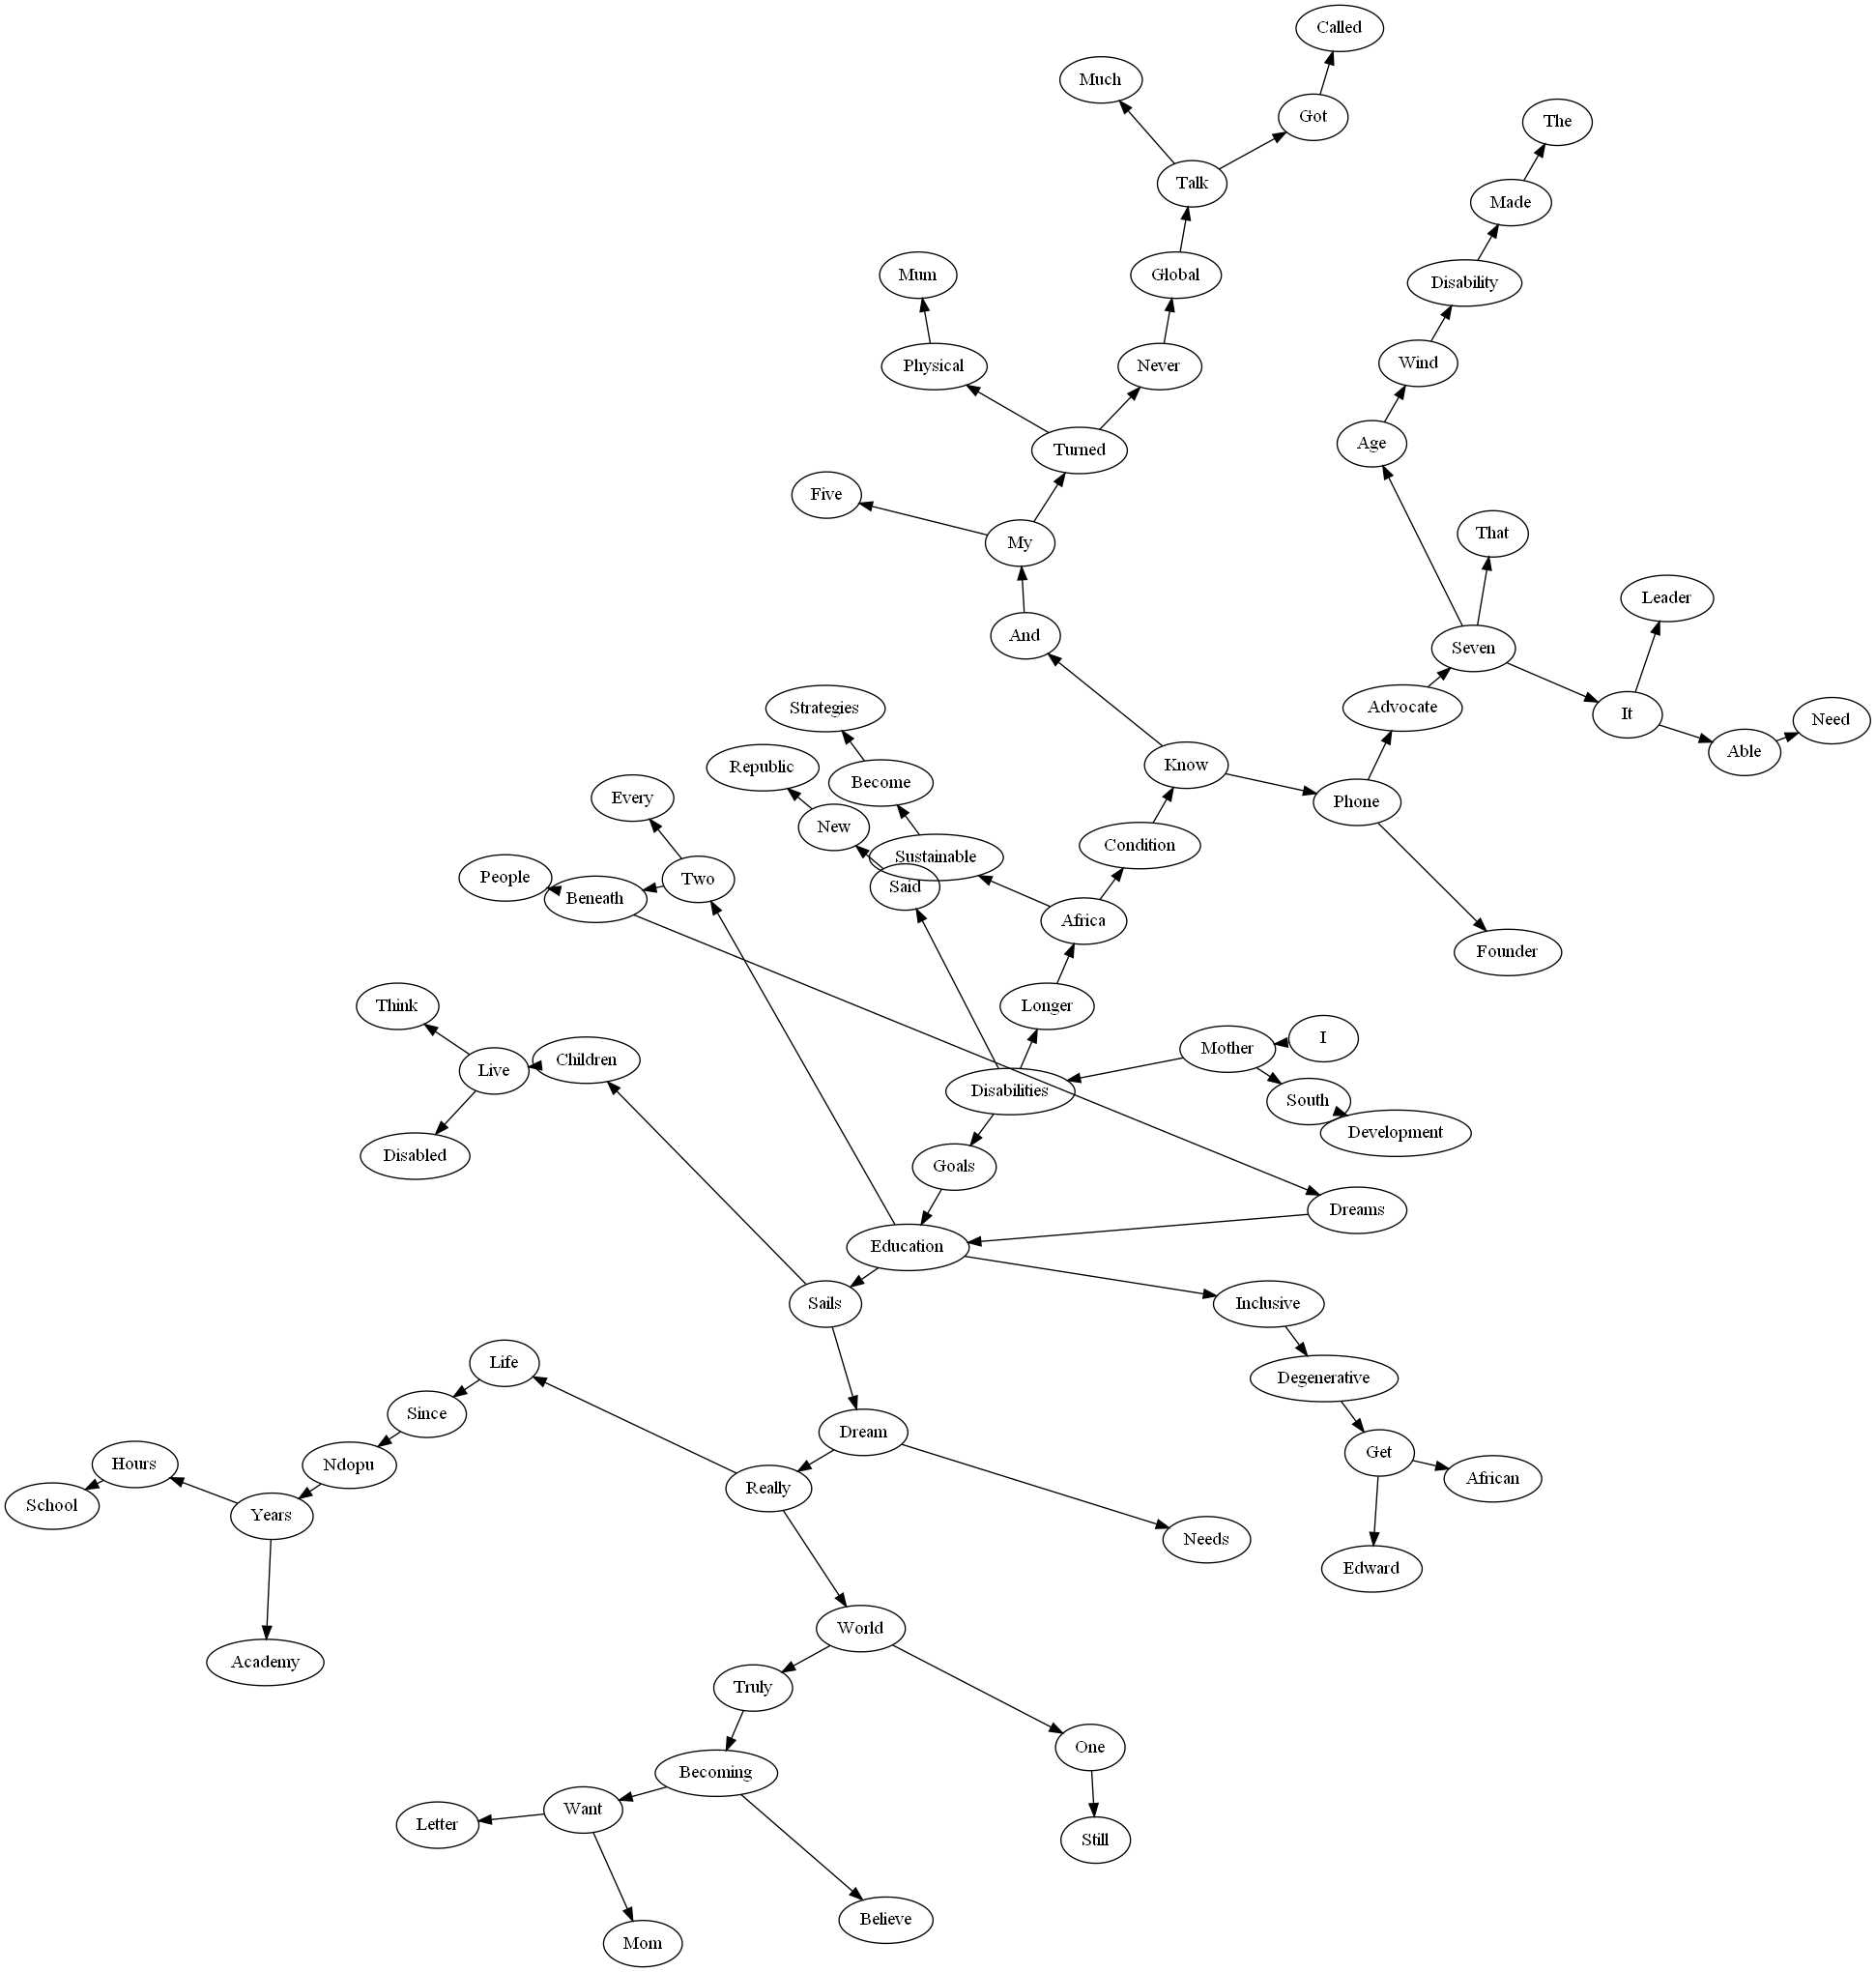 Called
Much
Got
The
Talk
Made
Mum
Global
Disability
Physical
Never
Wind
Turned
Age
Five
That
My
Leader
And
Seven
Strategies
Advocate
It
Need
Republic
Become
Know
Able
Every
New
Phone
Sustainable
Condition
People
Beneath
Two
Said
Africa
Founder
Think
Longer
Live
Children
Mother
I
Disabilities
South
Development
Disabled
Goals
Dreams
Education
Sails
Inclusive
Life
Degenerative
Since
Dream
Get
Hours
Ndopu
African
School
Years
Really
Needs
Edward
World
Academy
Truly
One
Becoming
Want
Letter
Still
Believe
Mom